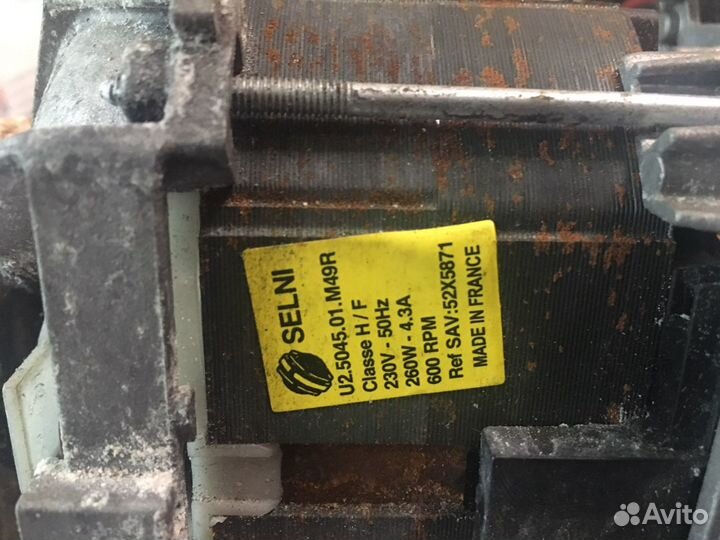 SELNI
U2.5045.01.M49R
Classe H / F
230V - 50Hz
260W - 4.3A
600 RPM
Ref SAV:52X5871
MADE IN FRANCE
Avito